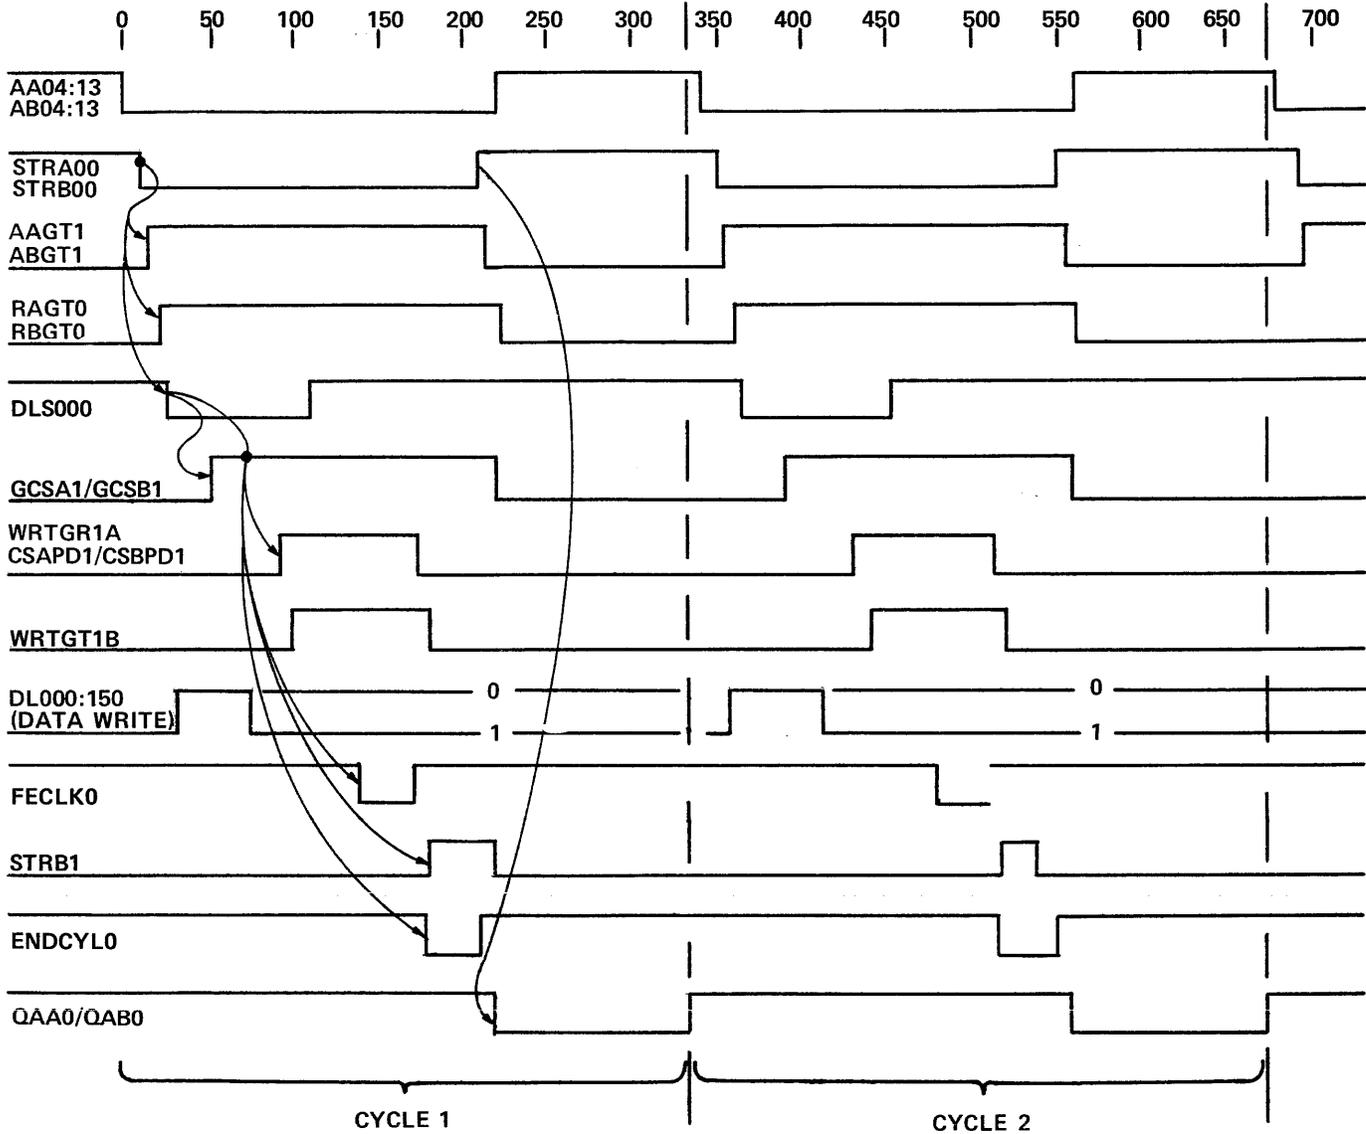 0 50 100 150 200 250 300 350 400 450 500 550 600 650 700
AA04:13
AB04:13
STRA00
STRB00
AAGT1
ABGT1
RAGT0
RBGT0
DLS000
GCSA1/GCSB1
WRTGR1A
CSAPD1/CSBPD1
WRTGT1B
DL000:150 0 0
(DATA WRITE) 1 1
FECLK0
STRB1
ENDCYL0
QAA0/QAB0
CYCLE 1 CYCLE 2